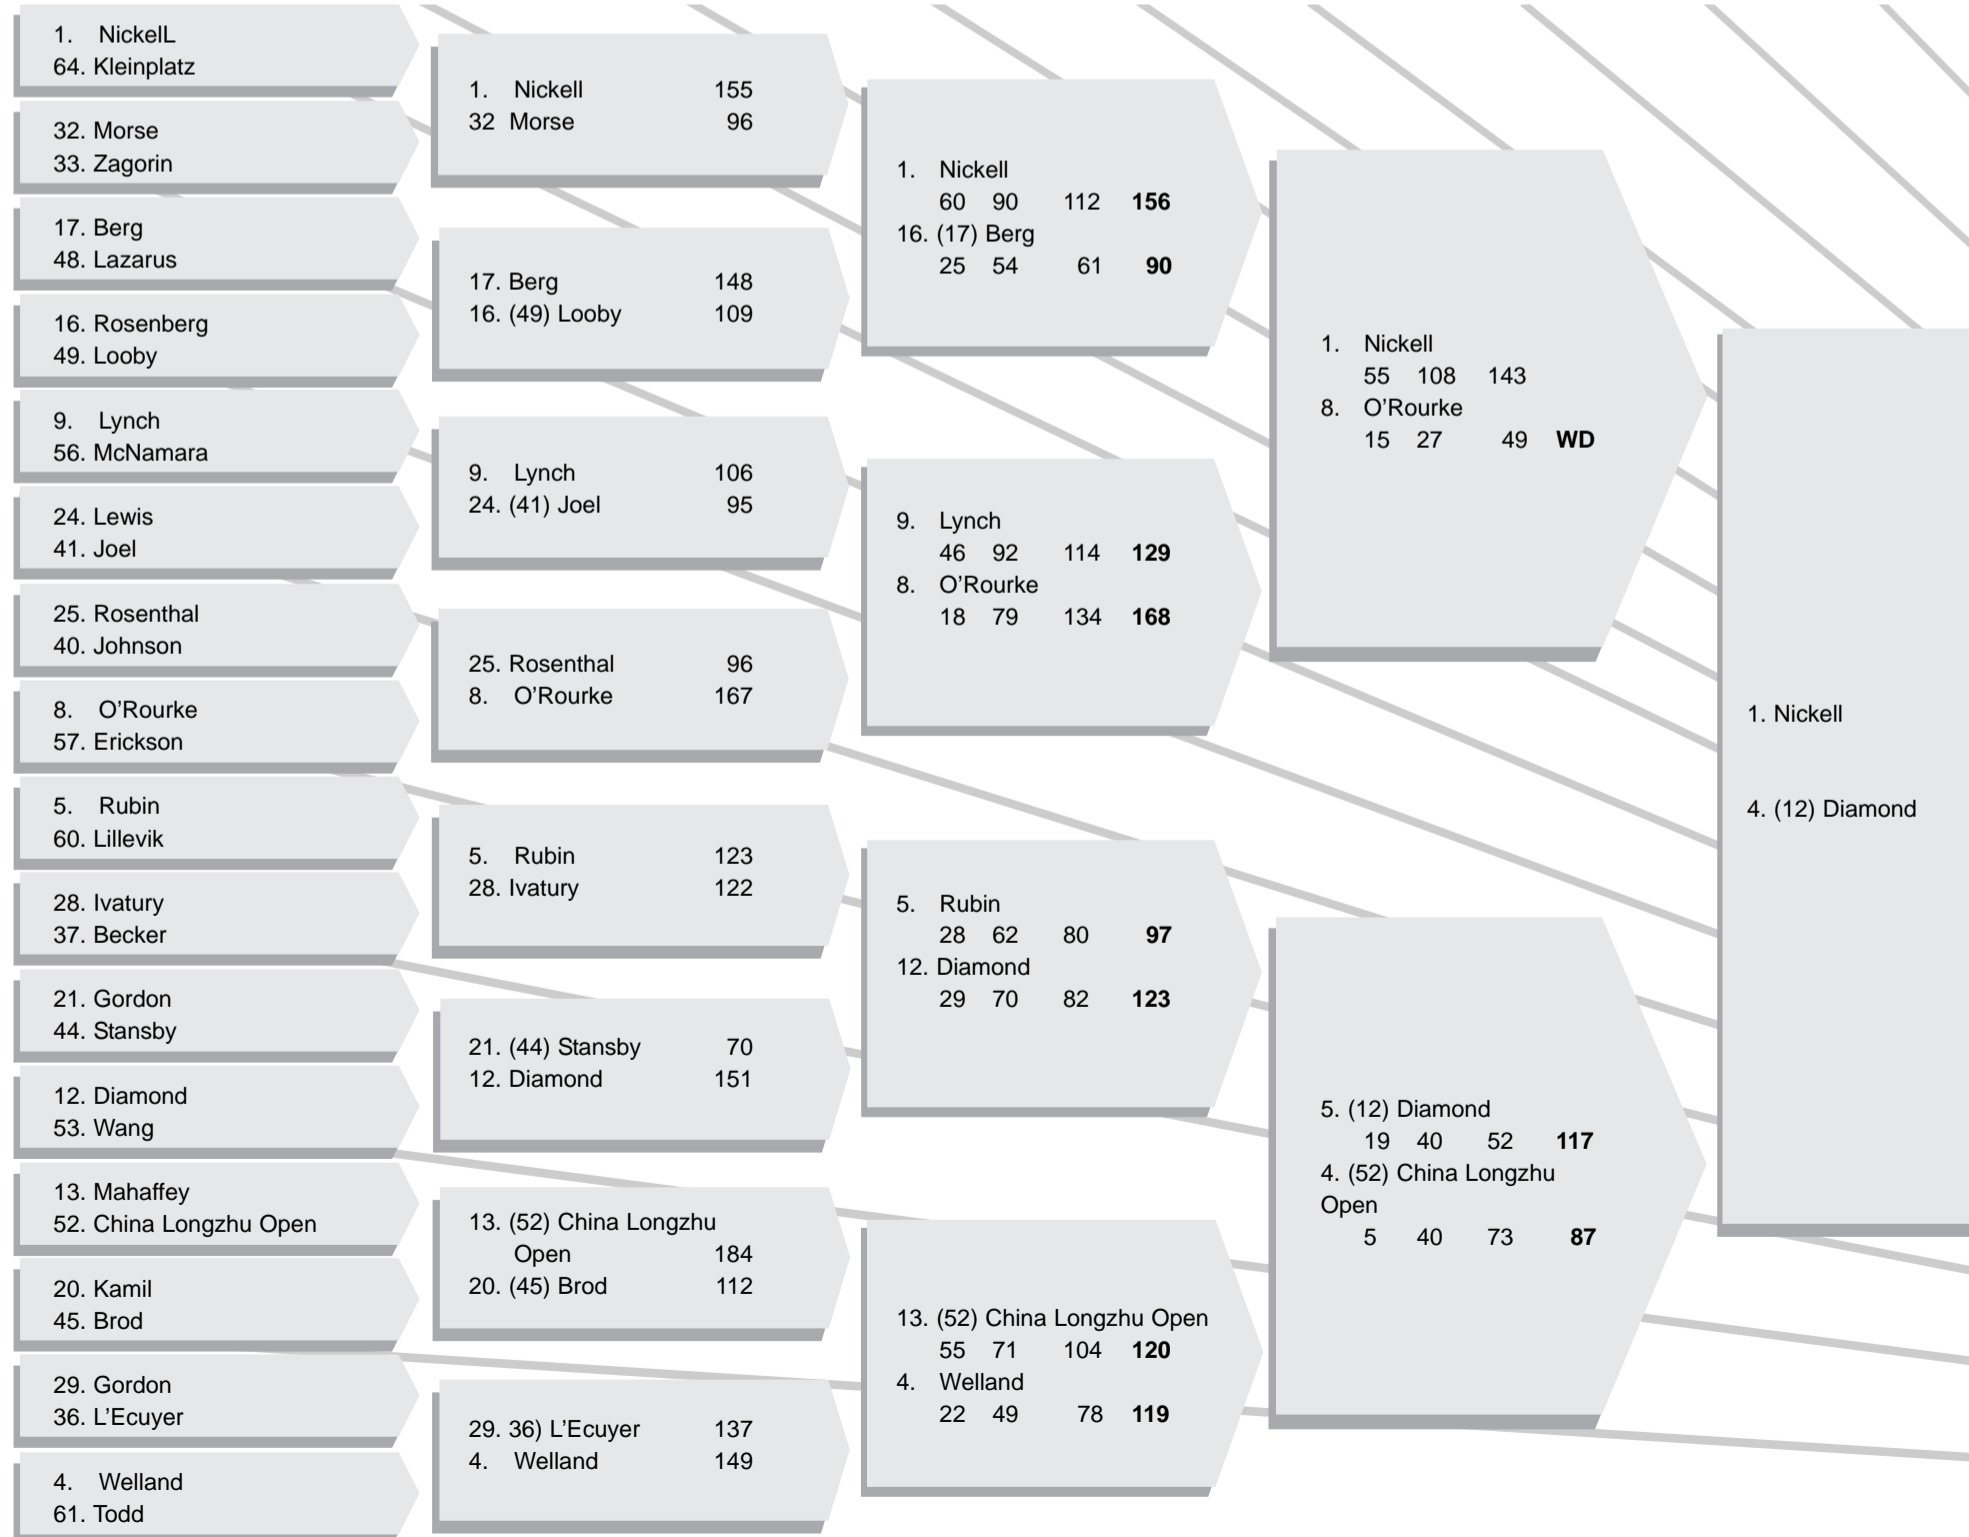 1. NickelL
64. Kleinplatz
32. Morse
33. Zagorin
17. Berg
48. Lazarus
16. Rosenberg
49. Looby
9. Lynch
56. McNamara
24. Lewis
41. Joel
25. Rosenthal
40. Johnson
8. O’Rourke
57. Erickson
5. Rubin
60. Lillevik
28. Ivatury
37. Becker
21. Gordon
44. Stansby
12. Diamond
53. Wang
13. Mahaffey
52. China Longzhu Open
20. Kamil
45. Brod
29. Gordon
36. L’Ecuyer
4. Welland
61. Todd
1. Nickell 155
32 Morse 96
17. Berg 148
16. (49) Looby 109
9. Lynch 106
24. (41) Joel 95
25. Rosenthal 96
8. O’Rourke 167
5. Rubin 123
28. Ivatury 122
21. (44) Stansby 70
12. Diamond 151
13. (52) China Longzhu
Open 184
20. (45) Brod 112
29. 36) L’Ecuyer 137
4. Welland 149
1. Nickell
60 90 112 156
16. (17) Berg
25 54 61 90
9. Lynch
46 92 114 129
8. O’Rourke
18 79 134 168
5. Rubin
28 62 80 97
12. Diamond
29 70 82 123
13. (52) China Longzhu Open
55 71 104 120
4. Welland
22 49 78 119
1. Nickell
55 108 143
8. O’Rourke
15 27 49 WD
5. (12) Diamond
19 40 52 117
4. (52) China Longzhu
Open
5 40 73 87
1. Nickell
4. (12) Diamond